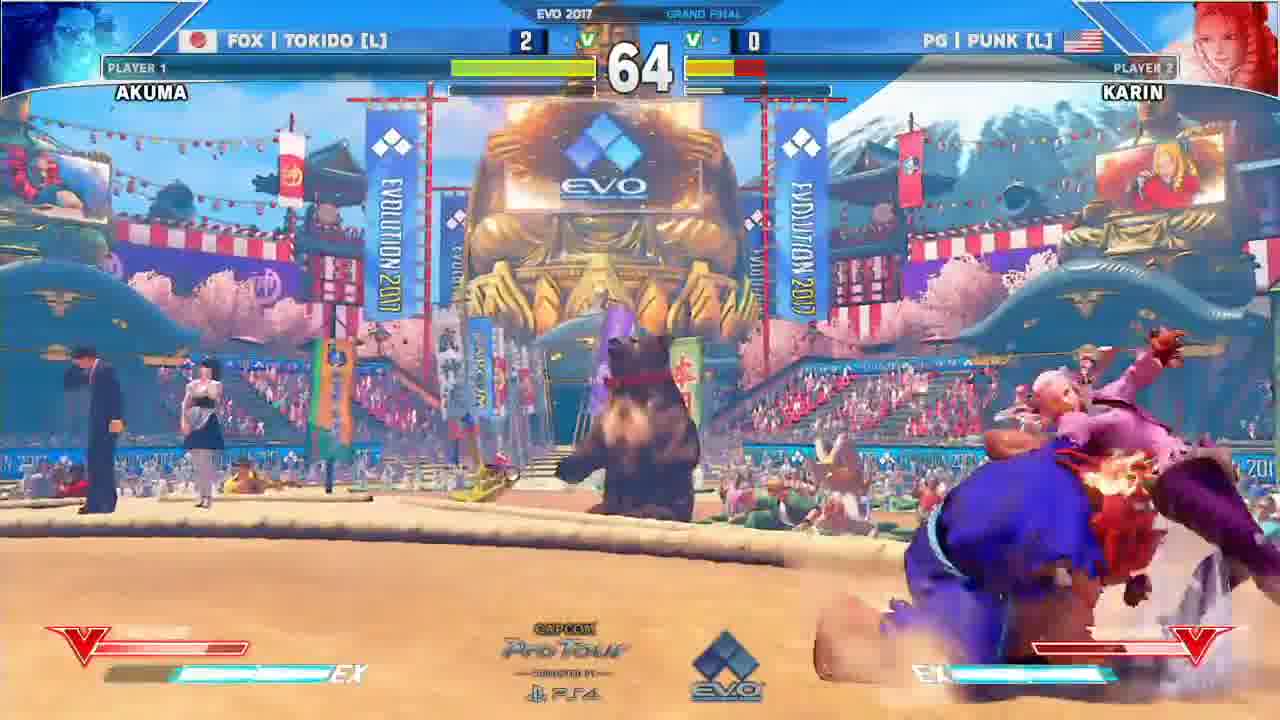 EVO 2017 GRAND FINAL
FOX | TOKIDO [L] 2 V 64 V 0 PG | PUNK [L]
PLAYER 1 PLAYER 2
AKUMA KARIN
EVO
EVOLUTION 2017 EVOLUTION 2017
V V
EX EX
CAPCOM
Pro Tour
PS4
EVO